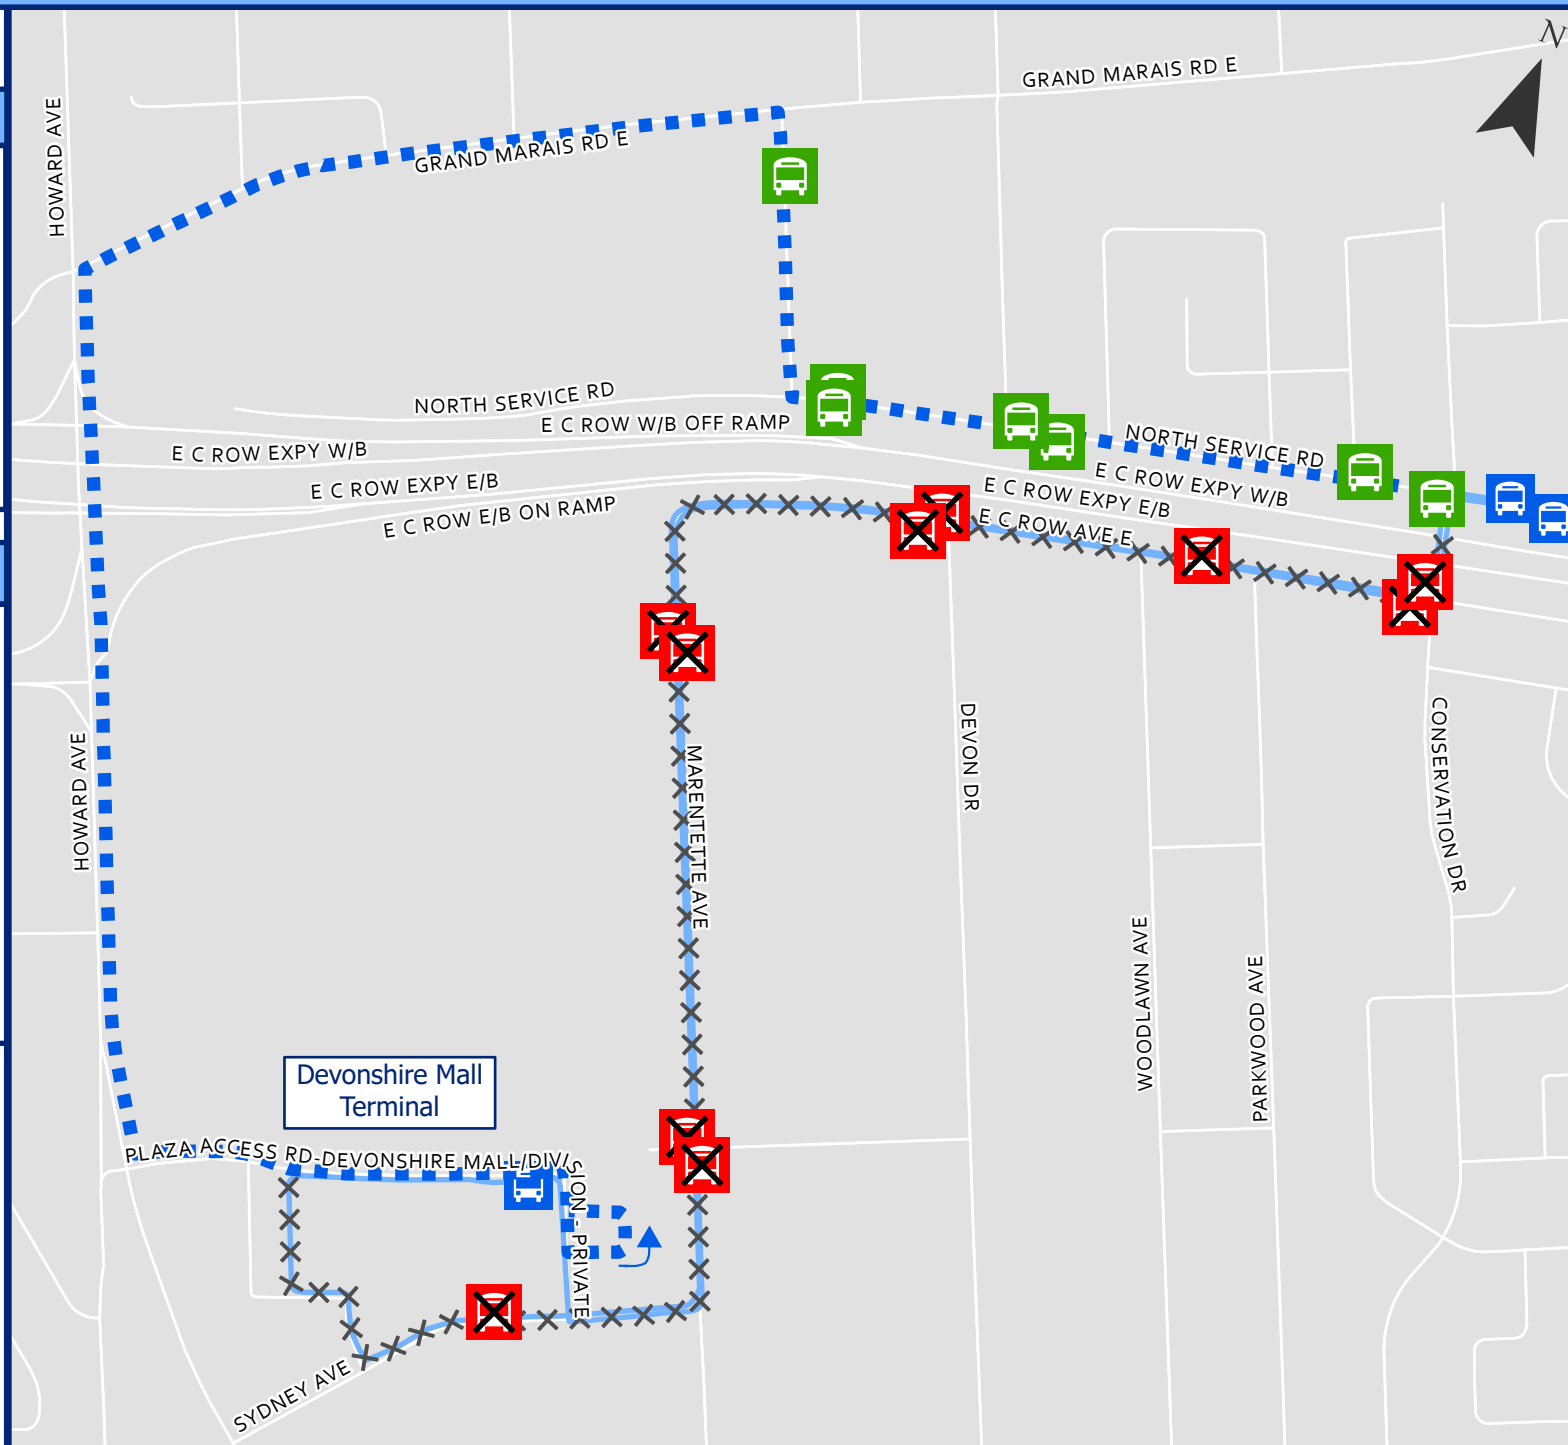 N
GRAND MARAIS RD E
HOWARD AVE
GRAND MARAIS RD E
NORTH SERVICE RD
E C ROW W/B OFF RAMP
E C ROW EXPY W/B
NORTH SERVICE RD
E C ROW EXPY W/B
E C ROW EXPY E/B
E C ROW EXPY E/B
E C ROW E/B ON RAMP
E C ROW AVE E
HOWARD AVE
MARENTETTE AVE
DEVON DR
CONSERVATION DR
WOODLAWN AVE
PARKWOOD AVE
Devonshire Mall
Terminal
PLAZA ACCESS RD-DEVONSHIRE MALL/DIVISION - PRIVATE
SYDNEY AVE